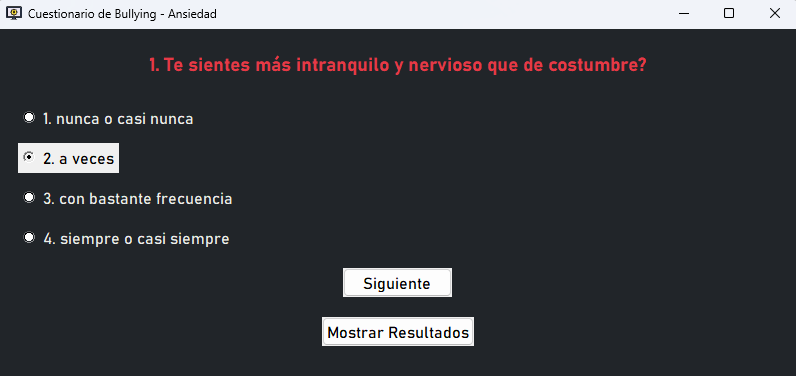 Cuestionario de Bullying - Ansiedad
1. Te sientes más intranquilo y nervioso que de costumbre?
1. nunca o casi nunca
2. a veces
3. con bastante frecuencia
4. siempre o casi siempre
Siguiente
Mostrar Resultados